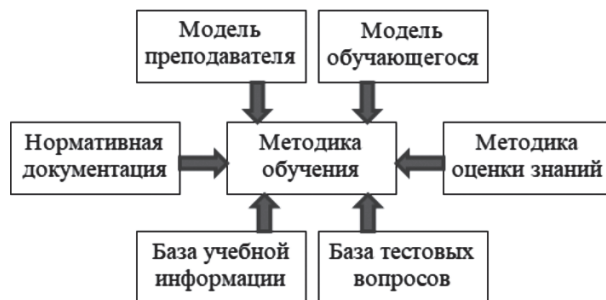 Модель
преподавателя
Модель
обучающегося
Нормативная
документация
Методика
обучения
Методика
оценки знаний
База учебной
информации
База тестовых
вопросов